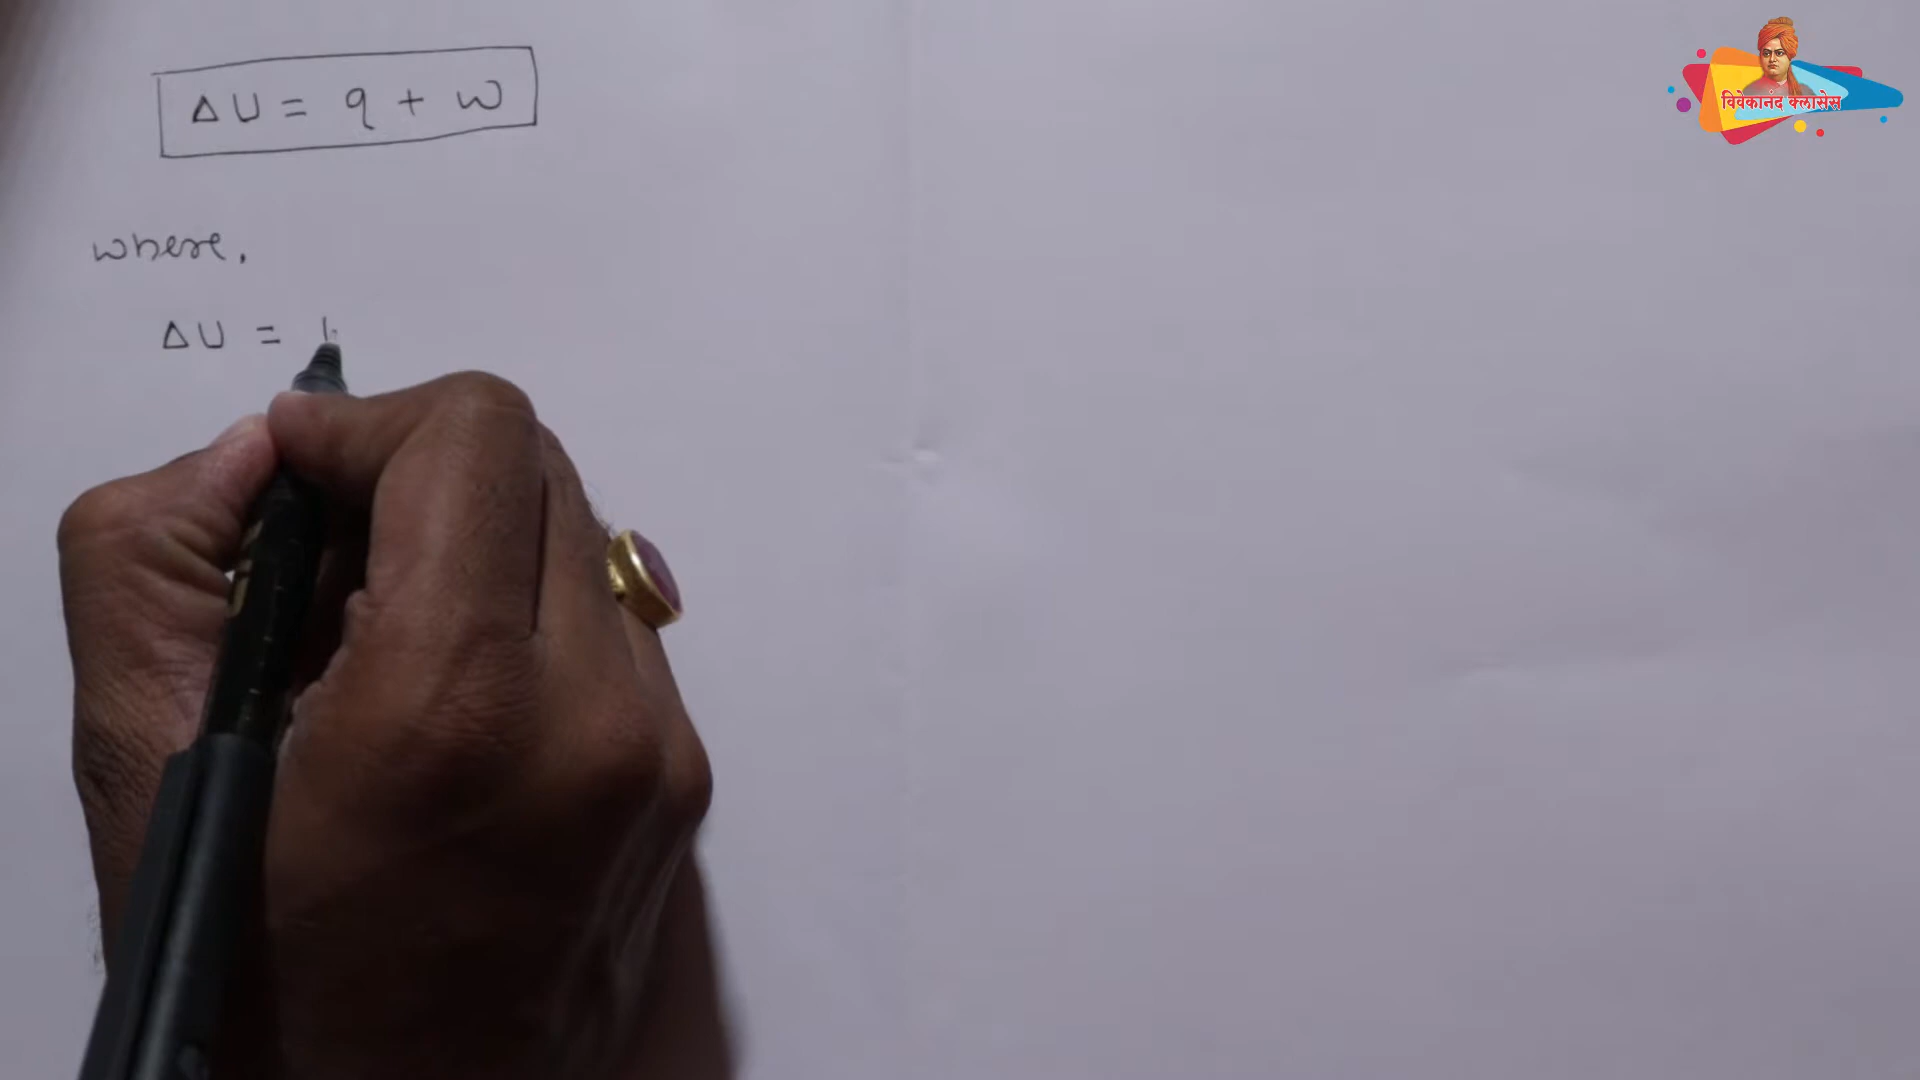 ΔU = q + w
विवेकानंद क्लासेस
where,
ΔU =